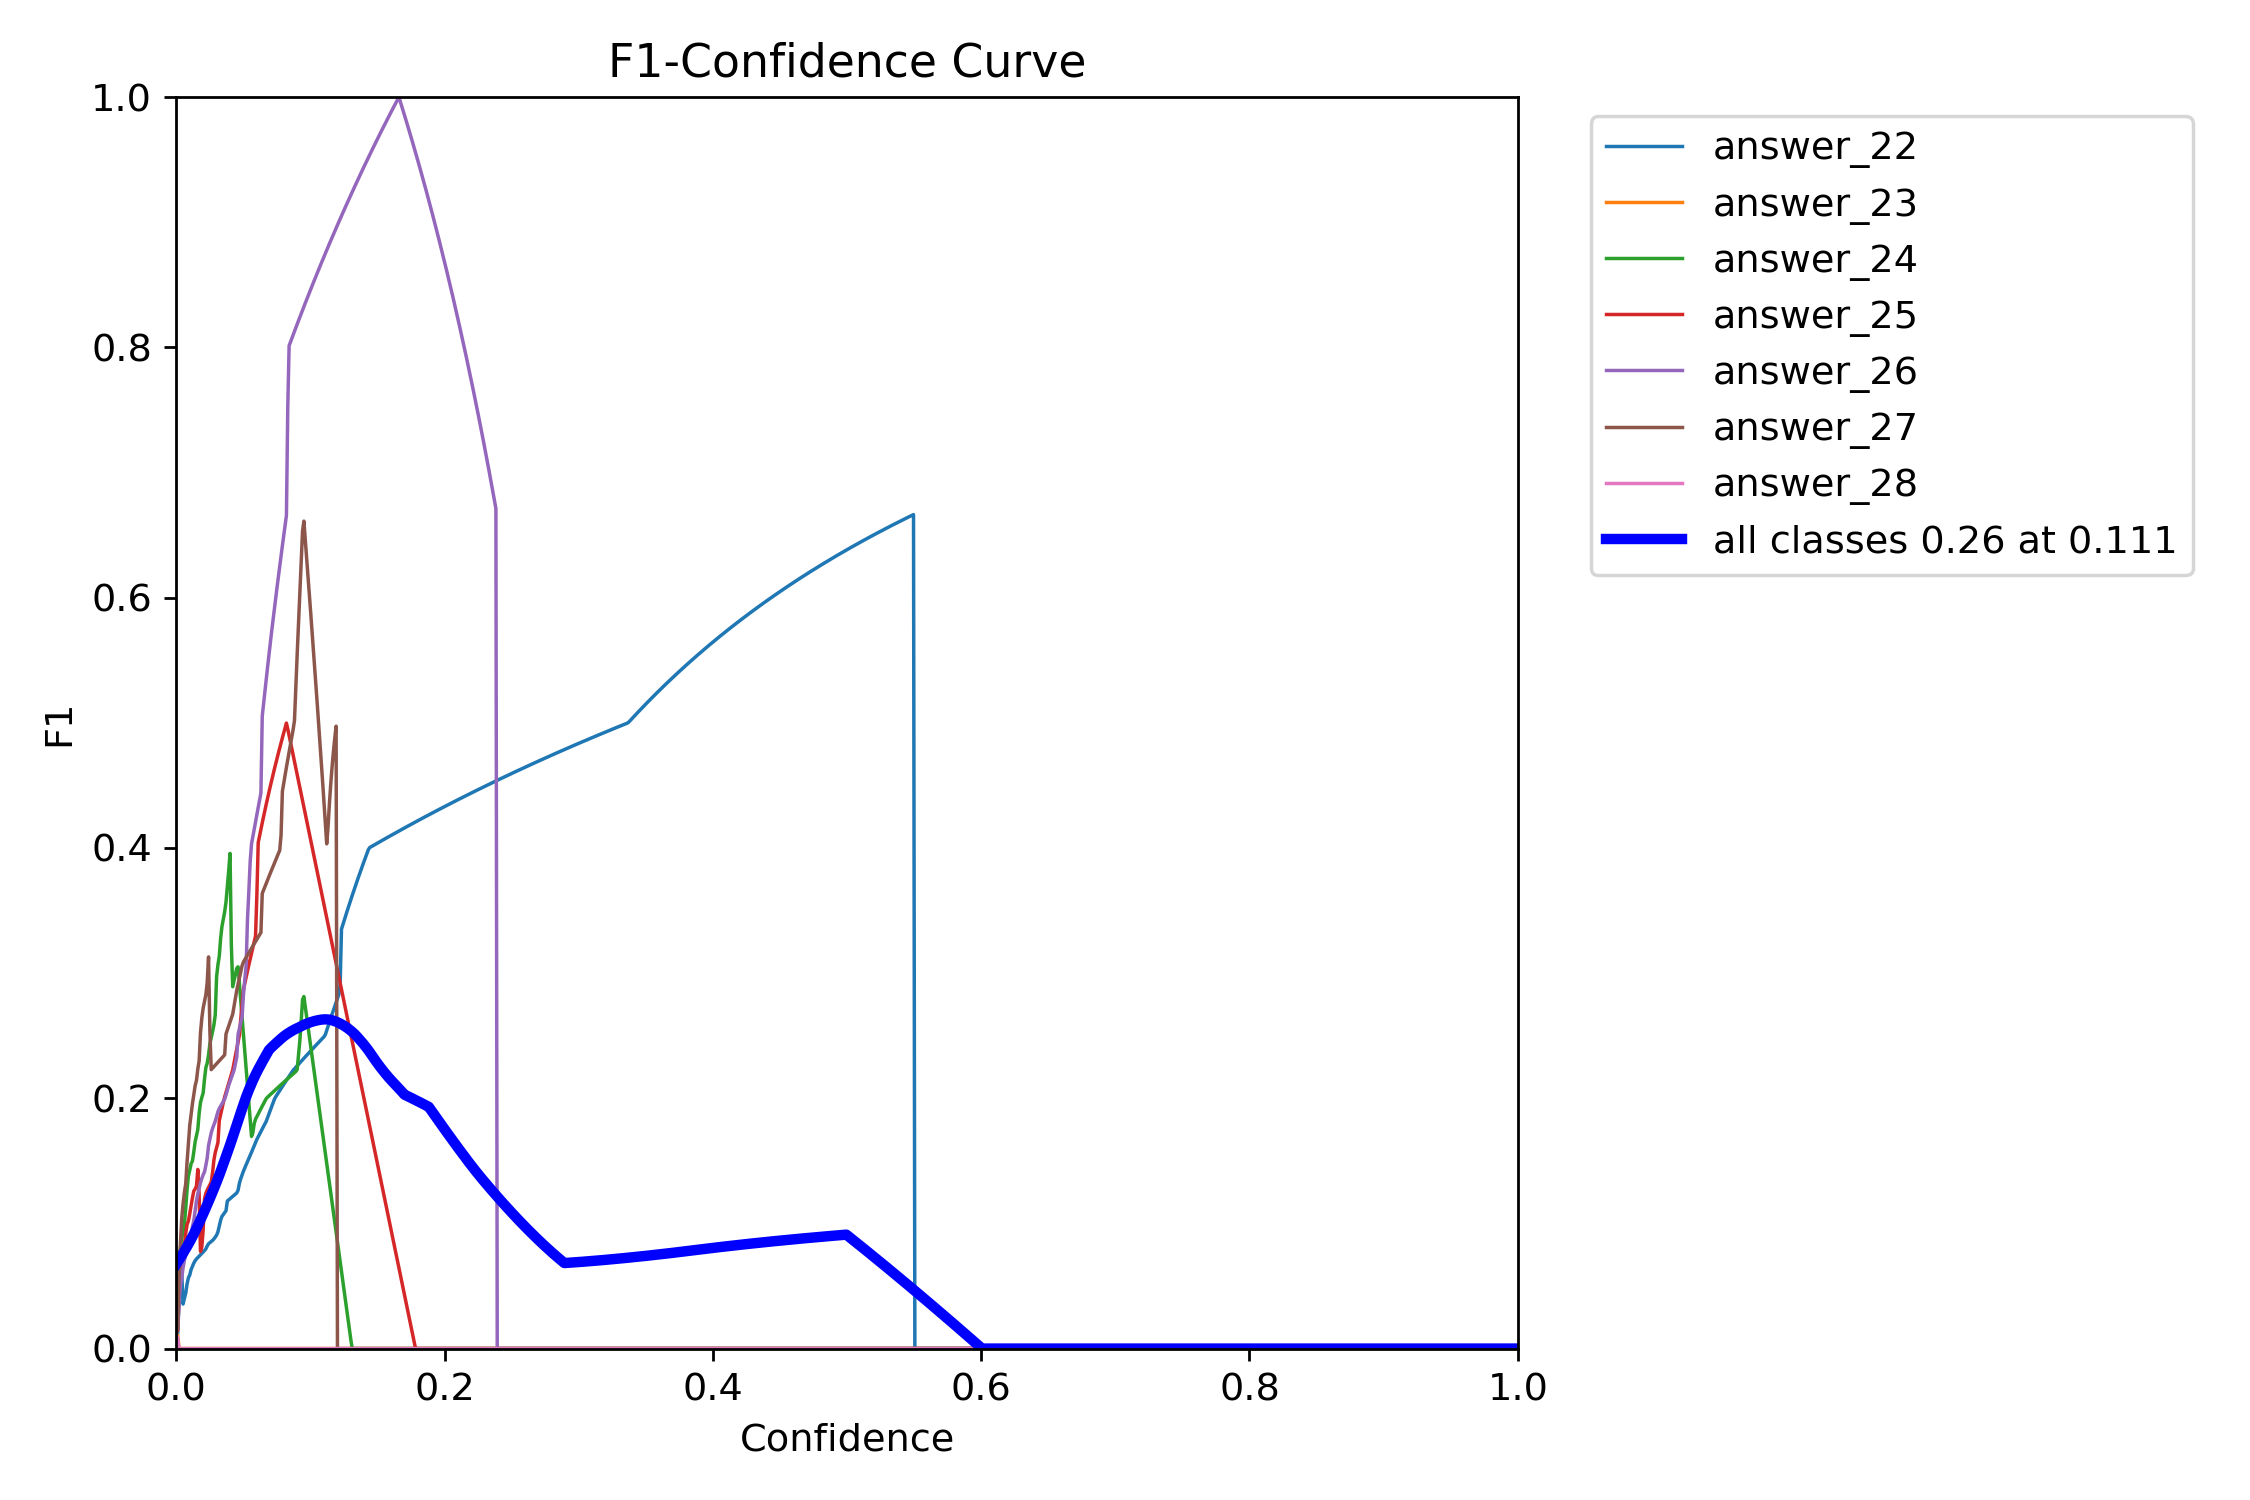 F1-Confidence Curve
1.0
0.8
0.6
0.4
0.2
0.0
F1
0.0 0.2 0.4 0.6 0.8 1.0
Confidence
answer_22
answer_23
answer_24
answer_25
answer_26
answer_27
answer_28
all classes 0.26 at 0.111